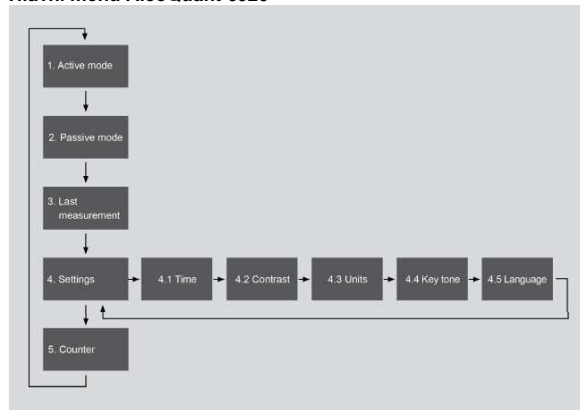 1. Active mode
2. Passive mode
3. Last
measurement
4. Settings
4.1 Time
4.2 Contrast
4.3 Units
4.4 Key tone
4.5 Language
5. Counter